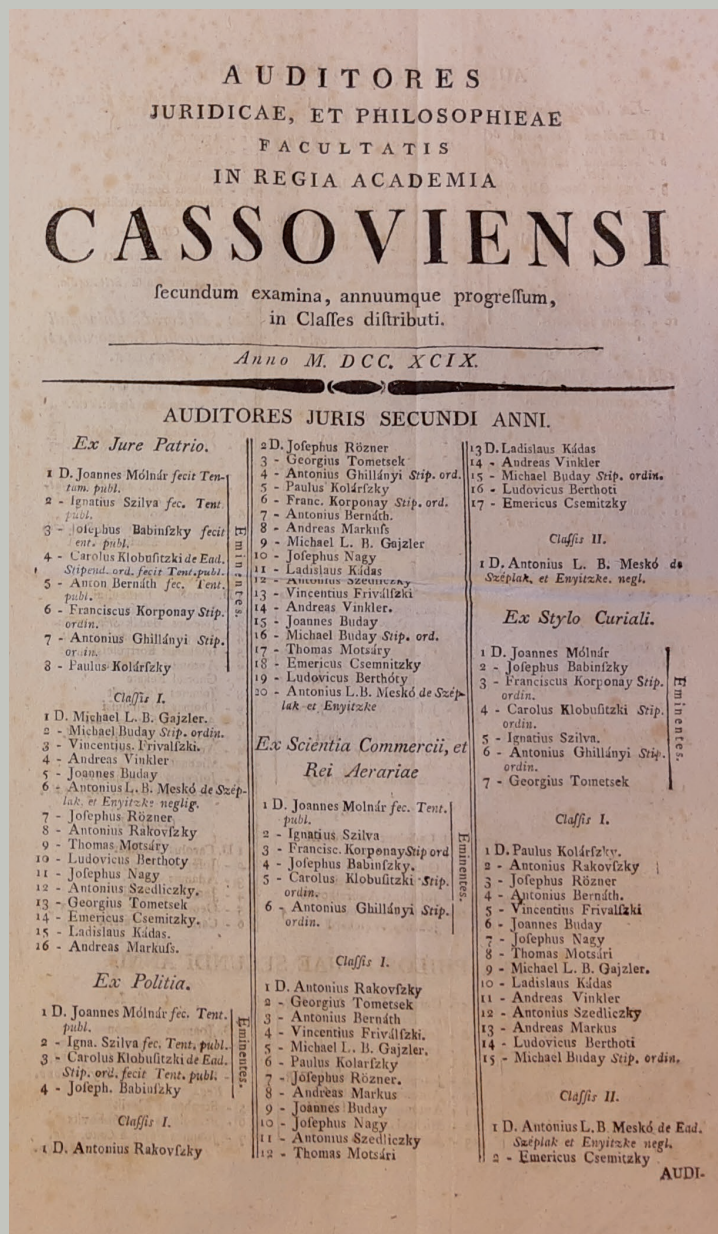 AUDITORES
JURIDICAE, ET PHILOSOPHIEAE
FACULTATIS
IN REGIA ACADEMIA
CASSOVIENSI
ſecundum examina, annuumque progreſſum,
in Claſſes diſtributi.
Anno M. DCC. XCIX.
AUDITORES JURIS SECUNDI ANNI.
Ex Jure Patrio.
1 D. Joannes Mólnár fecit Ten-
tam. publ.
2 - Ignatius Szilva fec. Tent.
publ.
3 - Joſephus Babinſzky fecit
ent. publ.
4 - Carolus Klobuſitzki de Ead.
Stipend. ord. fecit Tent. publ.
5 - Anton Bernáth fec. Tent.
publ.
6 - Franciscus Korponay Stip.
ordin.
7 - Antonius Ghillányi Stip.
ordin.
8 - Paulus Kolárſzky
Eminentes.
Claſſis I.
1 D. Michael L. B. Gajzler.
2 - Michael Buday Stip. ordin.
3 - Vincentius. Frivalſzki.
4 - Andreas Vinkler
5 - Joannes Buday
6 - Antonius L. B. Meskó de Szép-
lak. et Enyitzke neglig.
7 - Joſephus Rözner
8 - Antonius Rakovſzky
9 - Thomas Motsáry
10 - Ludovicus Berthoty
11 - Joſephus Nagy
12 - Antonius Szedliczky.
13 - Georgius Tometsek
14 - Emericus Csemitzky.
15 - Ladislaus Kádas.
16 - Andreas Markuſs.
Ex Politia.
1 D. Joannes Mólnár fec. Tent.
publ.
2 - Igna. Szilva fec. Tent. publ.
3 - Carolus Klobuſitzki de Ead.
Stip. ord. fecit Tent. publ.
4 - Joſeph. Babinſzky
Eminentes.
Claſſis I.
1 D. Antonius Rakovſzky
2 D. Joſephus Rözner
3 - Georgius Tometsek
4 - Antonius Ghillányi Stip. ord.
5 - Paulus Kolárſzky
6 - Franc. Korponay Stip. ord.
7 - Antonius Bernáth.
8 - Andreas Markuſs
9 - Michael L. B. Gajzler
10 - Joſephus Nagy
11 - Ladislaus Kádas
12 - Antonius Szedliczky
13 - Vincentius Friválſzki
14 - Andreas Vinkler.
15 - Joannes Buday
16 - Michael Buday Stip. ord.
17 - Thomas Motsáry
18 - Emericus Csemnitzky
19 - Ludovicus Berthóty
20 - Antonius L. B. Meskó de Szép-
lak et Enyitzke
Ex Scientia Commercii, et
Rei Aerariae
1 D. Joannes Molnár fec. Tent.
publ.
2 - Ignatius Szilva
3 - Francisc. Korponay Stip ord
4 - Joſephus Babinſzky.
5 - Carolus Klobuſitzki Stip.
ordin.
6 - Antonius Ghillányi Stip.
ordin.
Eminentes.
Claſſis I.
1 D. Antonius Rakovſzky
2 - Georgius Tometsek
3 - Antonius Bernáth
4 - Vincentius Friválſzki.
5 - Michael L. B. Gajzler.
6 - Paulus Kolarſzky
7 - Joſephus Rözner.
8 - Andreas Markus
9 - Joannes Buday
10 - Joſephus Nagy
11 - Antonius Szedliczky
12 - Thomas Motsári
13 D. Ladislaus Kádas
14 - Andreas Vinkler
15 - Michael Buday Stip. ordin.
16 - Ludovicus Berthoti
17 - Emericus Csemitzky
Claſſis II.
1 D. Antonius L. B. Meskó de
Széplak. et Enyitzke. negl.
Ex Stylo Curiali.
1 D. Joannes Mólnár
2 - Joſephus Babinſzky
3 - Franciscus Korponay Stip.
ordin.
4 - Carolus Klobuſitzki Stip.
ordin.
5 - Ignatius Szilva.
6 - Antonius Ghillányi Stip.
ordin.
7 - Georgius Tometsek
Eminentes.
Claſſis I.
1 D. Paulus Kolárſzky.
2 - Antonius Rakovſzky
3 - Joſephus Rözner
4 - Antonius Bernáth.
5 - Vincentius Frivalſzki
6 - Joannes Buday
7 - Joſephus Nagy
8 - Thomas Motsári
9 - Michael L. B. Gajzler.
10 - Ladislaus Kádas
11 - Andreas Vinkler
12 - Antonius Szedliczky
13 - Andreas Markus
14 - Ludovicus Berthoti
15 - Michael Buday Stip. ordin.
Claſſis II.
1 D. Antonius L. B Meskó de Ead.
Széplak et Enyitzke negl.
2 - Emericus Csemitzky
AUDI-